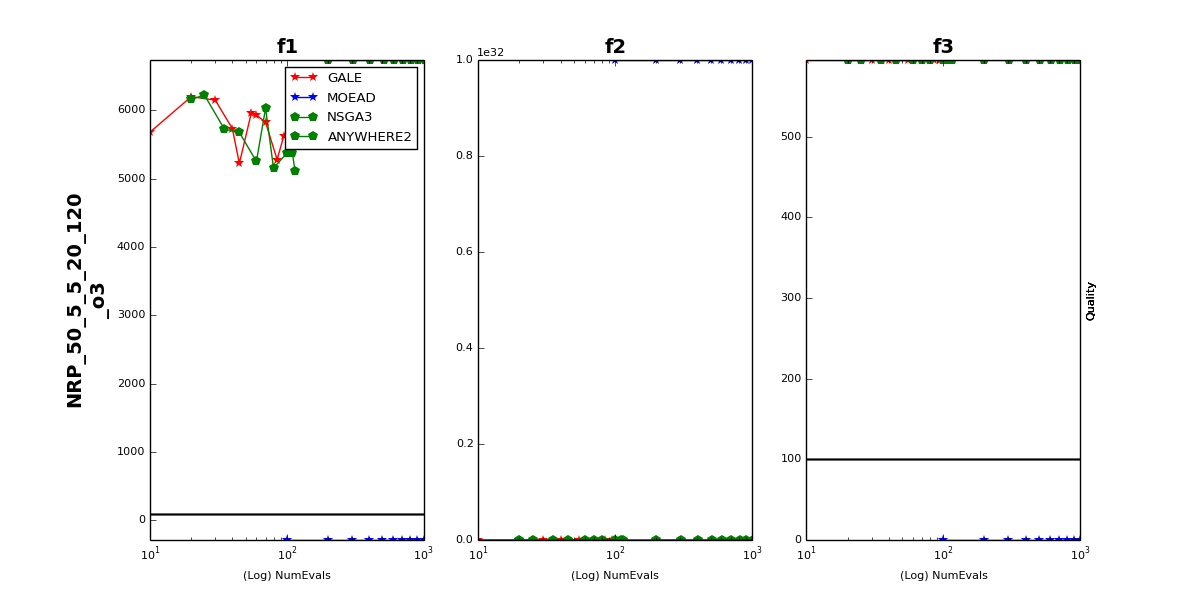 f1
f2
f3
1e32
GALE
MOEAD
NSGA3
ANYWHERE2
NRP_50_5_5_20_120
_o3
6000
5000
4000
3000
2000
1000
0
10^1
10^2
10^3
(Log) NumEvals
1.0
0.8
0.6
0.4
0.2
0.0
10^1
10^2
10^3
(Log) NumEvals
500
400
300
200
100
0
10^1
10^2
10^3
(Log) NumEvals
Quality